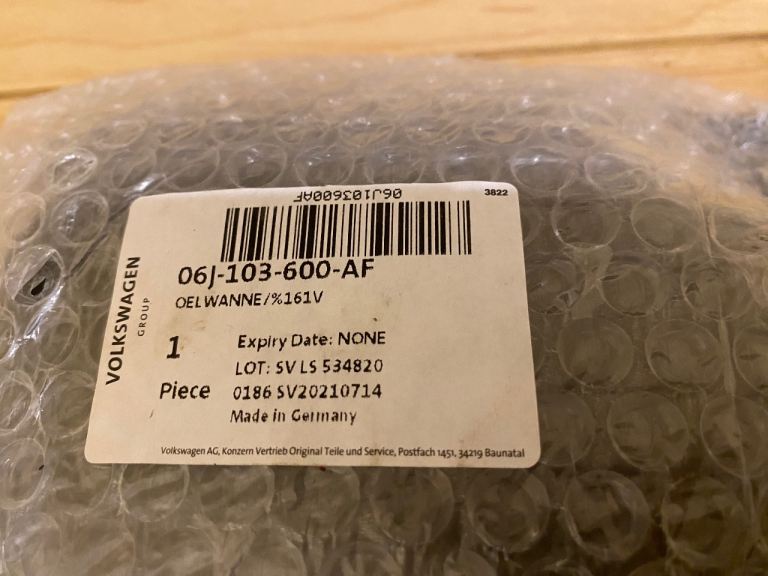 06J103600AF
3822
06J-103-600-AF
OELWANNE/%161V
VOLKSWAGEN
GROUP
1
Piece
Expiry Date: NONE
LOT: SV LS 534820
0186 SV20210714
Made in Germany
Volkswagen AG, Konzern Vertrieb Original Teile und Service, Postfach 1451, 34219 Baunatal